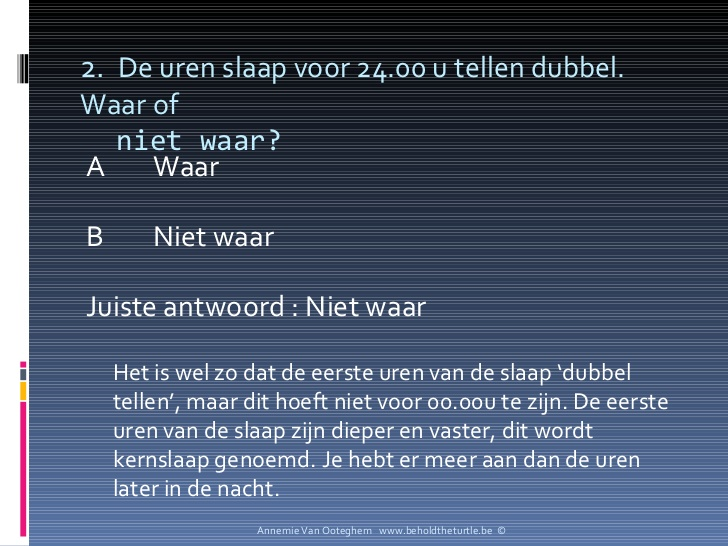 2. De uren slaap voor 24.00 u tellen dubbel.
Waar of
niet waar?
A Waar
B Niet waar
Juiste antwoord : Niet waar
Het is wel zo dat de eerste uren van de slaap ‘dubbel
tellen’, maar dit hoeft niet voor 00.00u te zijn. De eerste
uren van de slaap zijn dieper en vaster, dit wordt
kernslaap genoemd. Je hebt er meer aan dan de uren
later in de nacht.
Annemie Van Ooteghem www.beholdtheturtle.be ©